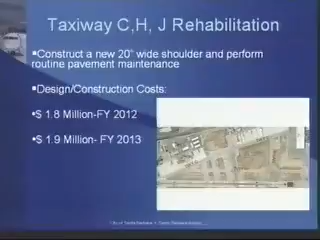 Taxiway C,H, J Rehabilitation
▪Construct a new 20" wide shoulder and perform
routine pavement maintenance
▪Design/Construction Costs:
▪$ 1.8 Million-FY 2012
▪$ 1.9 Million- FY 2013